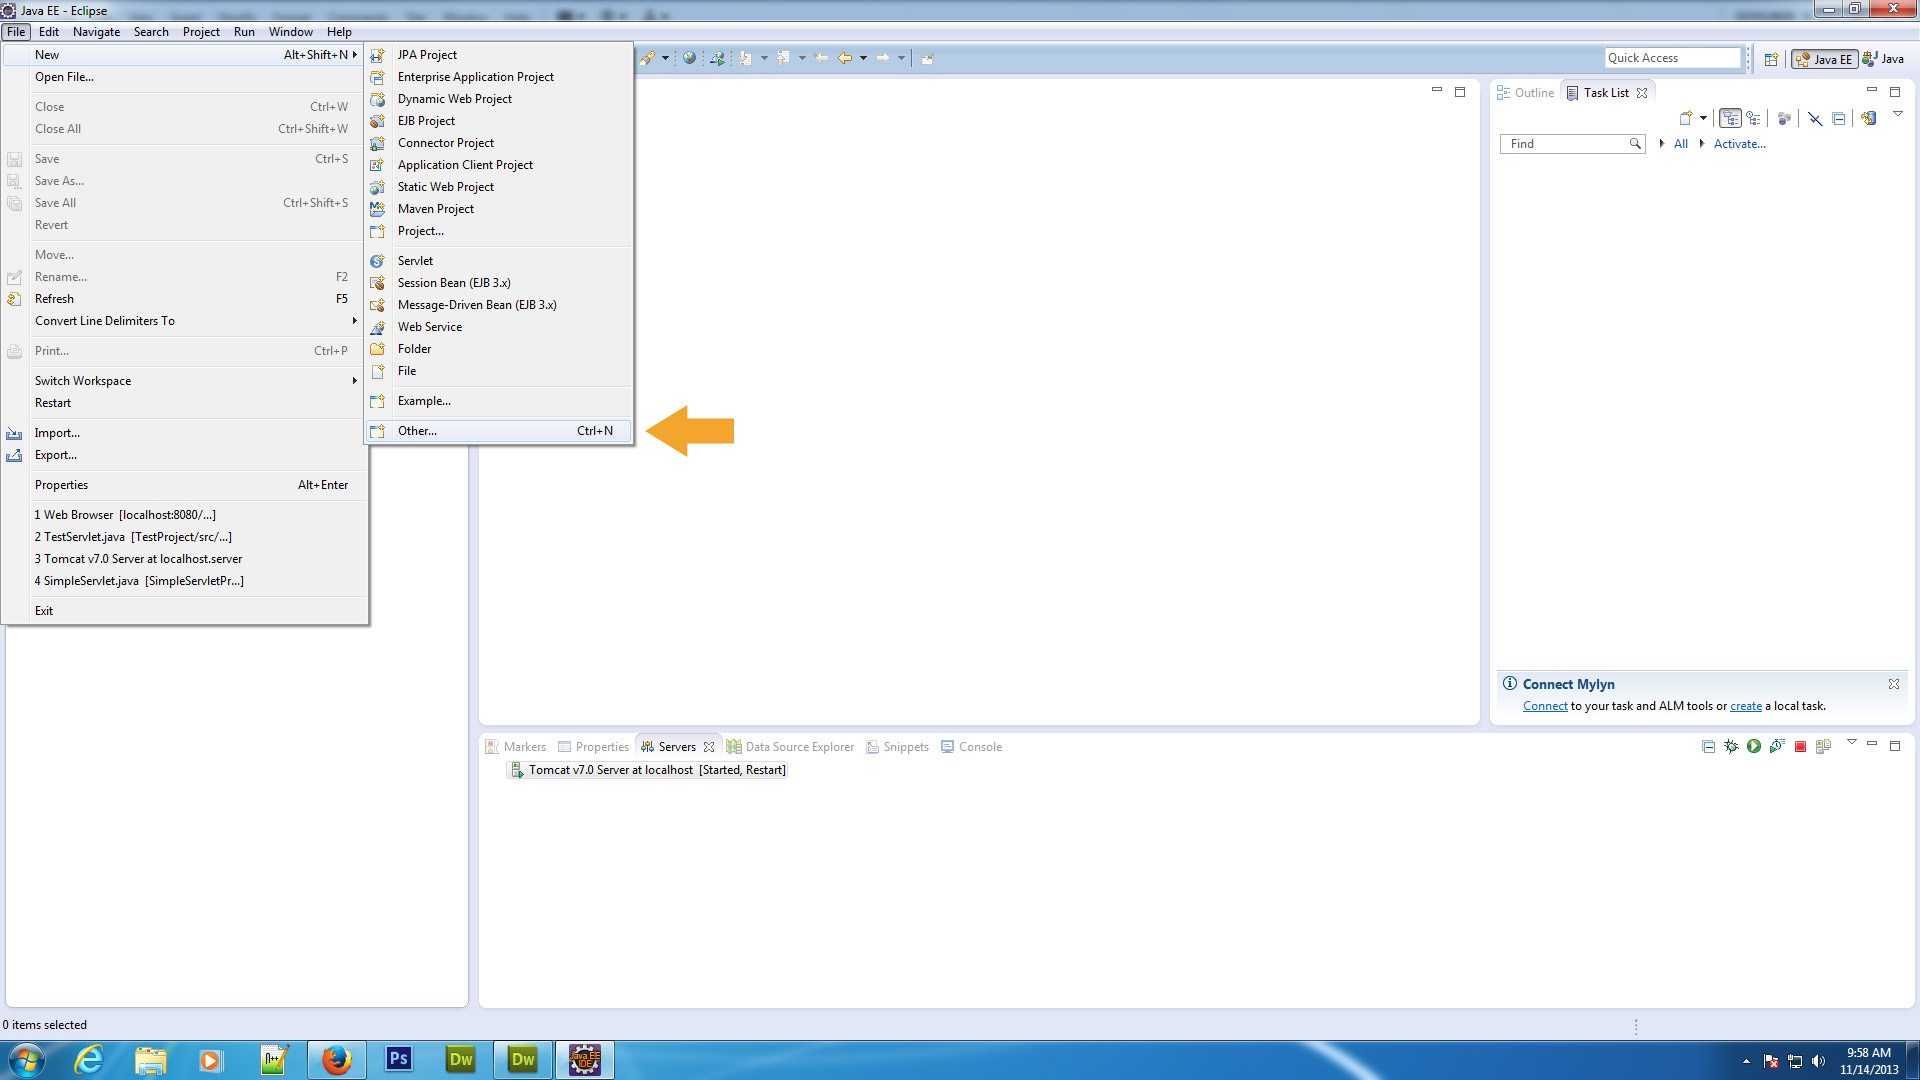 Java EE - Eclipse
File Edit Navigate Search Project Run Window Help
New Alt+Shift+N
Open File...
Close Ctrl+W
Close All Ctrl+Shift+W
Save Ctrl+S
Save As...
Save All Ctrl+Shift+S
Revert
Move...
Rename... F2
Refresh F5
Convert Line Delimiters To
Print... Ctrl+P
Switch Workspace
Restart
Import...
Export...
Properties Alt+Enter
1 Web Browser [localhost:8080/...]
2 TestServlet.java [TestProject/src/...]
3 Tomcat v7.0 Server at localhost.server
4 SimpleServlet.java [SimpleServletPr...]
Exit
JPA Project
Enterprise Application Project
Dynamic Web Project
EJB Project
Connector Project
Application Client Project
Static Web Project
Maven Project
Project...
Servlet
Session Bean (EJB 3.x)
Message-Driven Bean (EJB 3.x)
Web Service
Folder
File
Example...
Other... Ctrl+N
Quick Access
Java EE
Java
Outline Task List
Find All Activate...
Connect Mylyn
Connect to your task and ALM tools or create a local task.
Markers Properties Servers Data Source Explorer Snippets Console
Tomcat v7.0 Server at localhost [Started, Restart]
0 items selected
Ps Dw Dw Java EE IDE
9:58 AM
11/14/2013